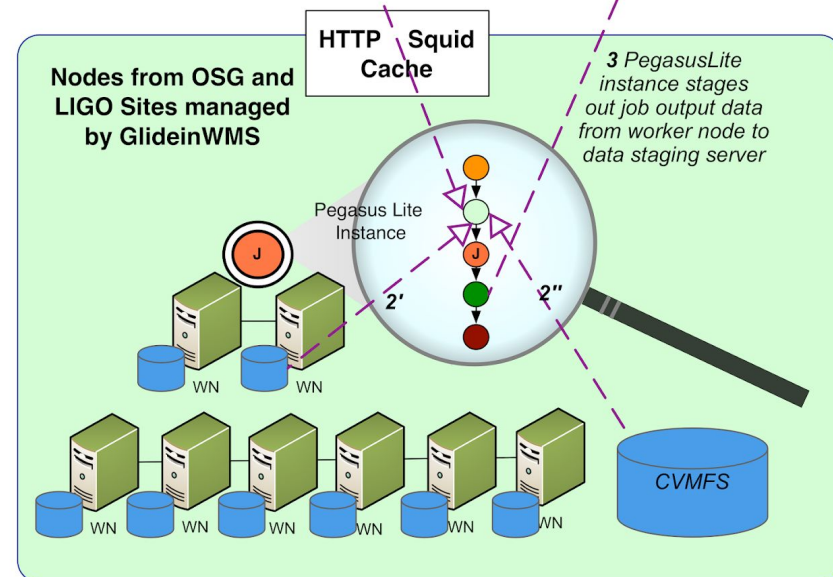 HTTP Squid
Cache
Nodes from OSG and
LIGO Sites managed
by GlideinWMS
3 PegasusLite
instance stages
out job output data
from worker node to
data staging server
Pegasus Lite
Instance
J
J
2'
2''
WN
WN
CVMFS
WN
WN
WN
WN
WN
WN